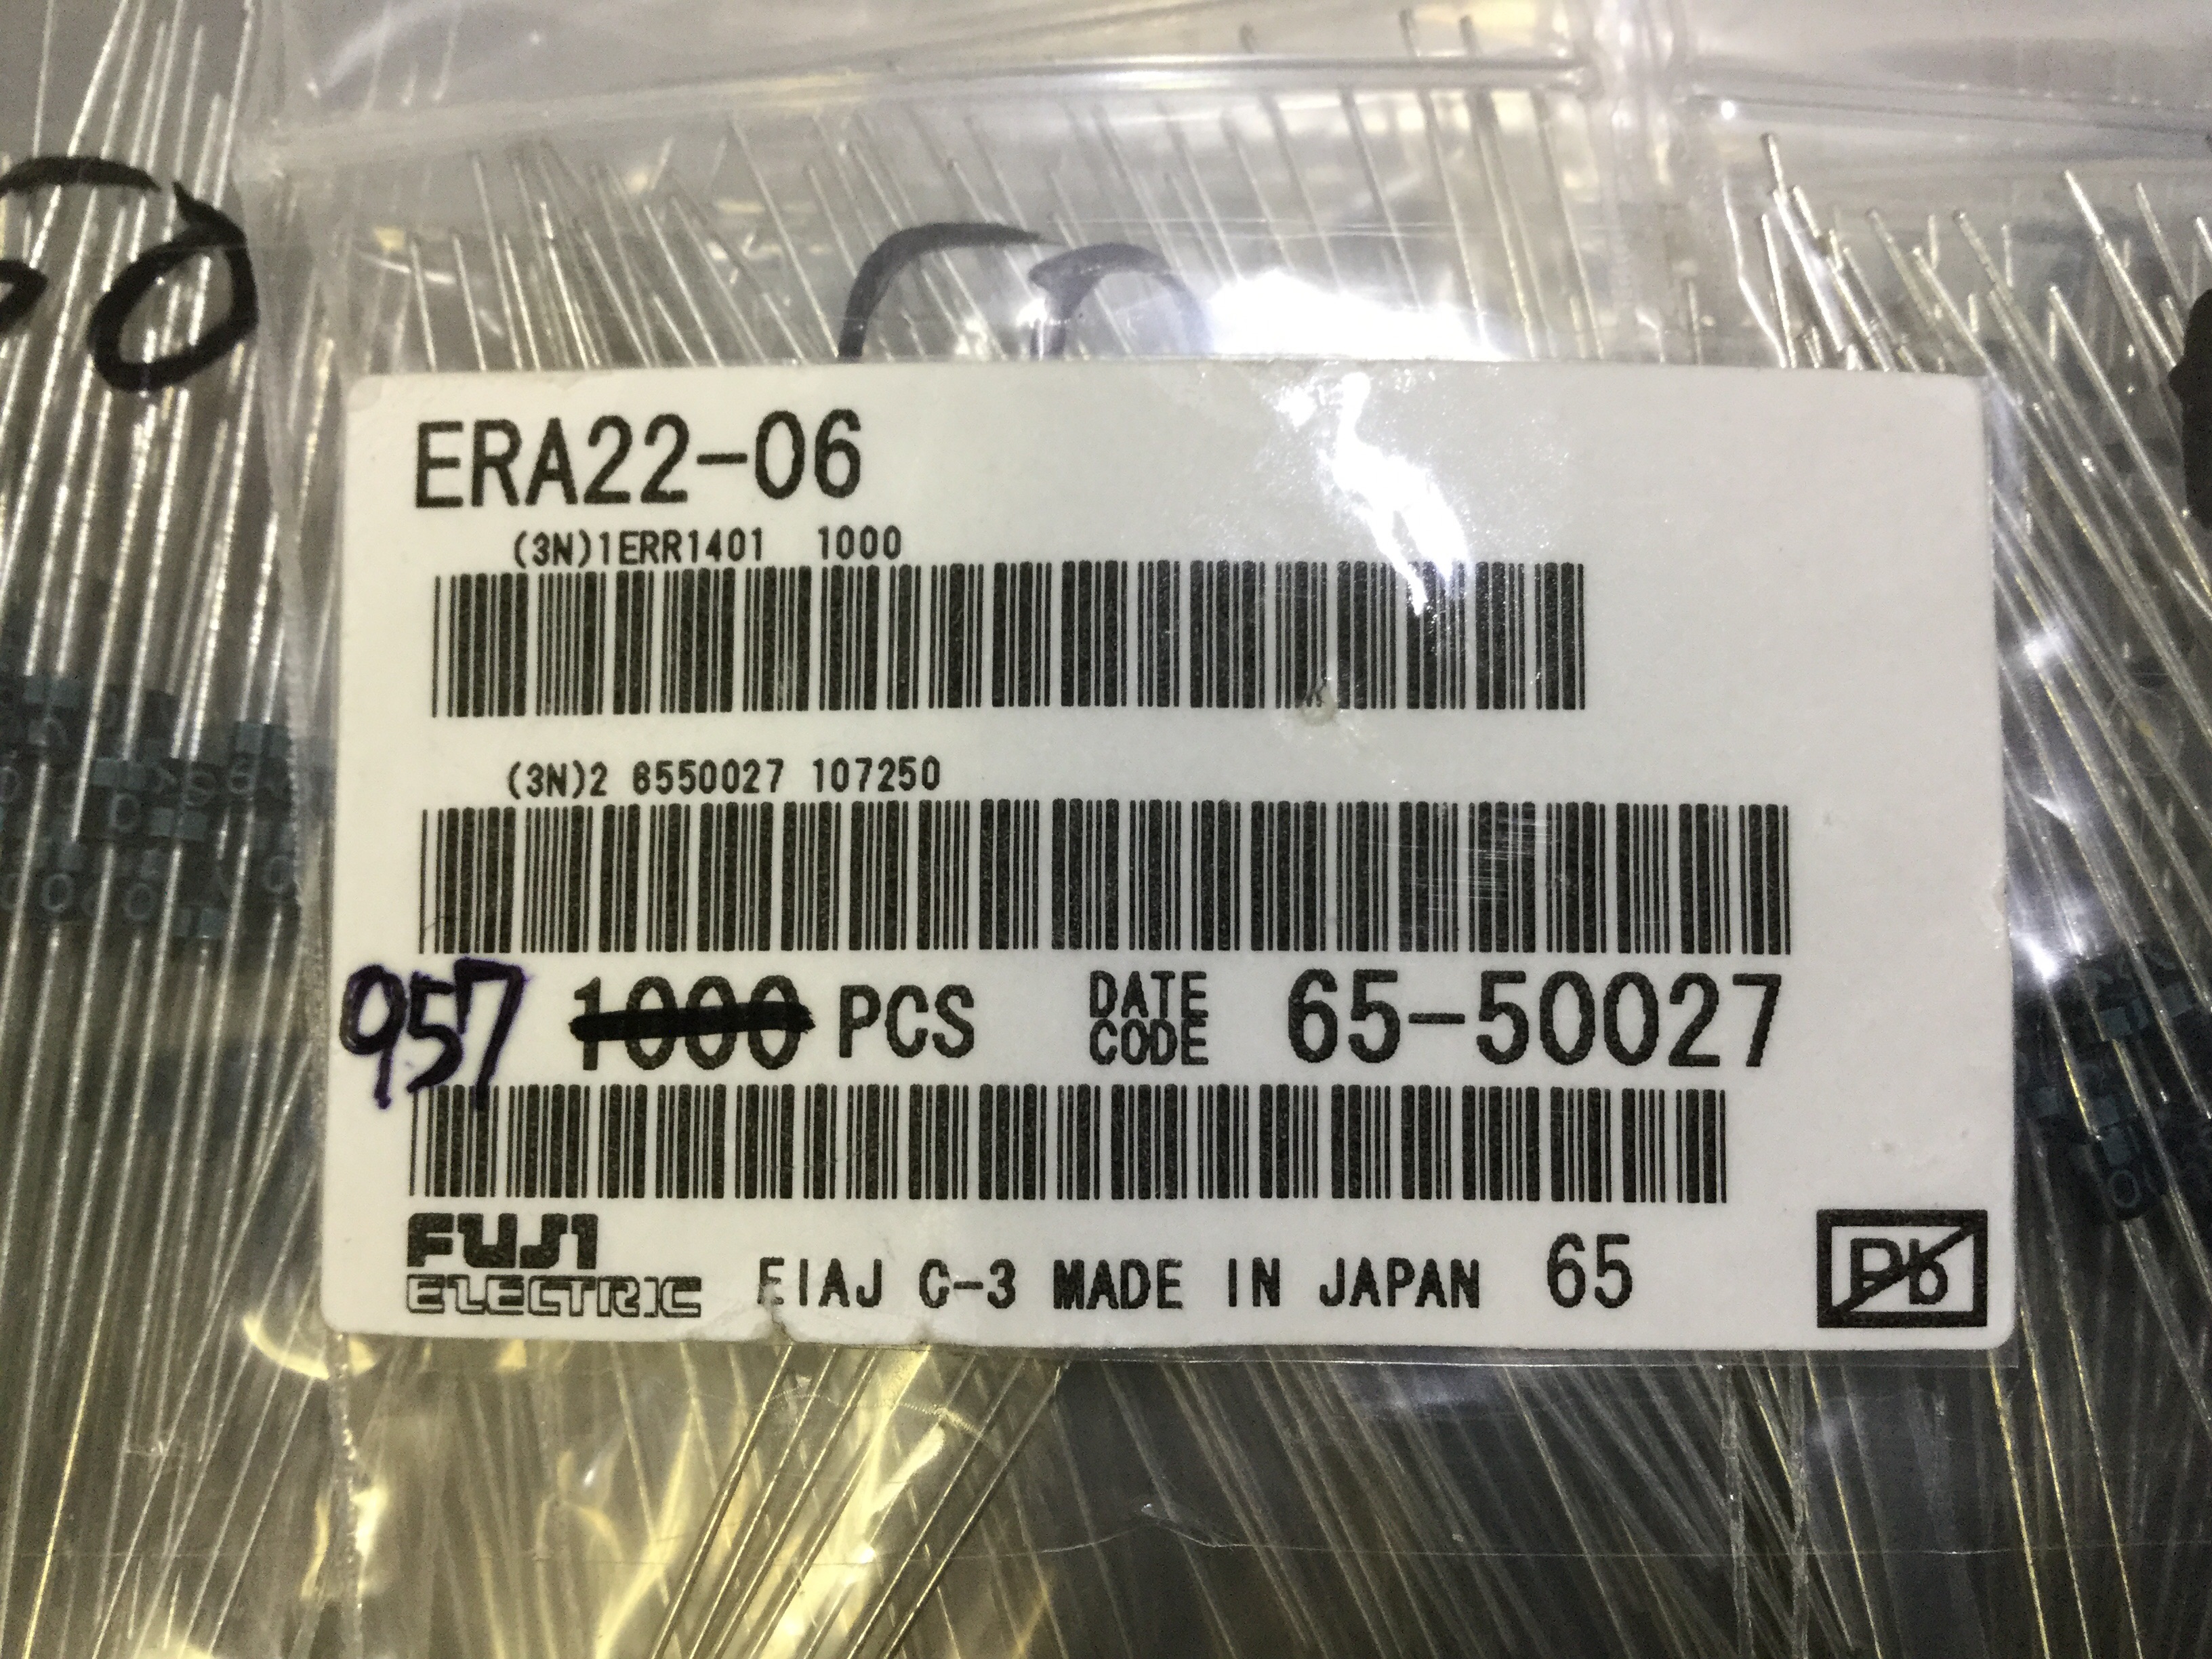 ERA22-06
(3N)1ERR1401 1000
(3N)2 6550027 107250
957 1000 PCS DATE CODE 65-50027
FUJI
ELECTRIC EIAJ C-3 MADE IN JAPAN 65 Pb